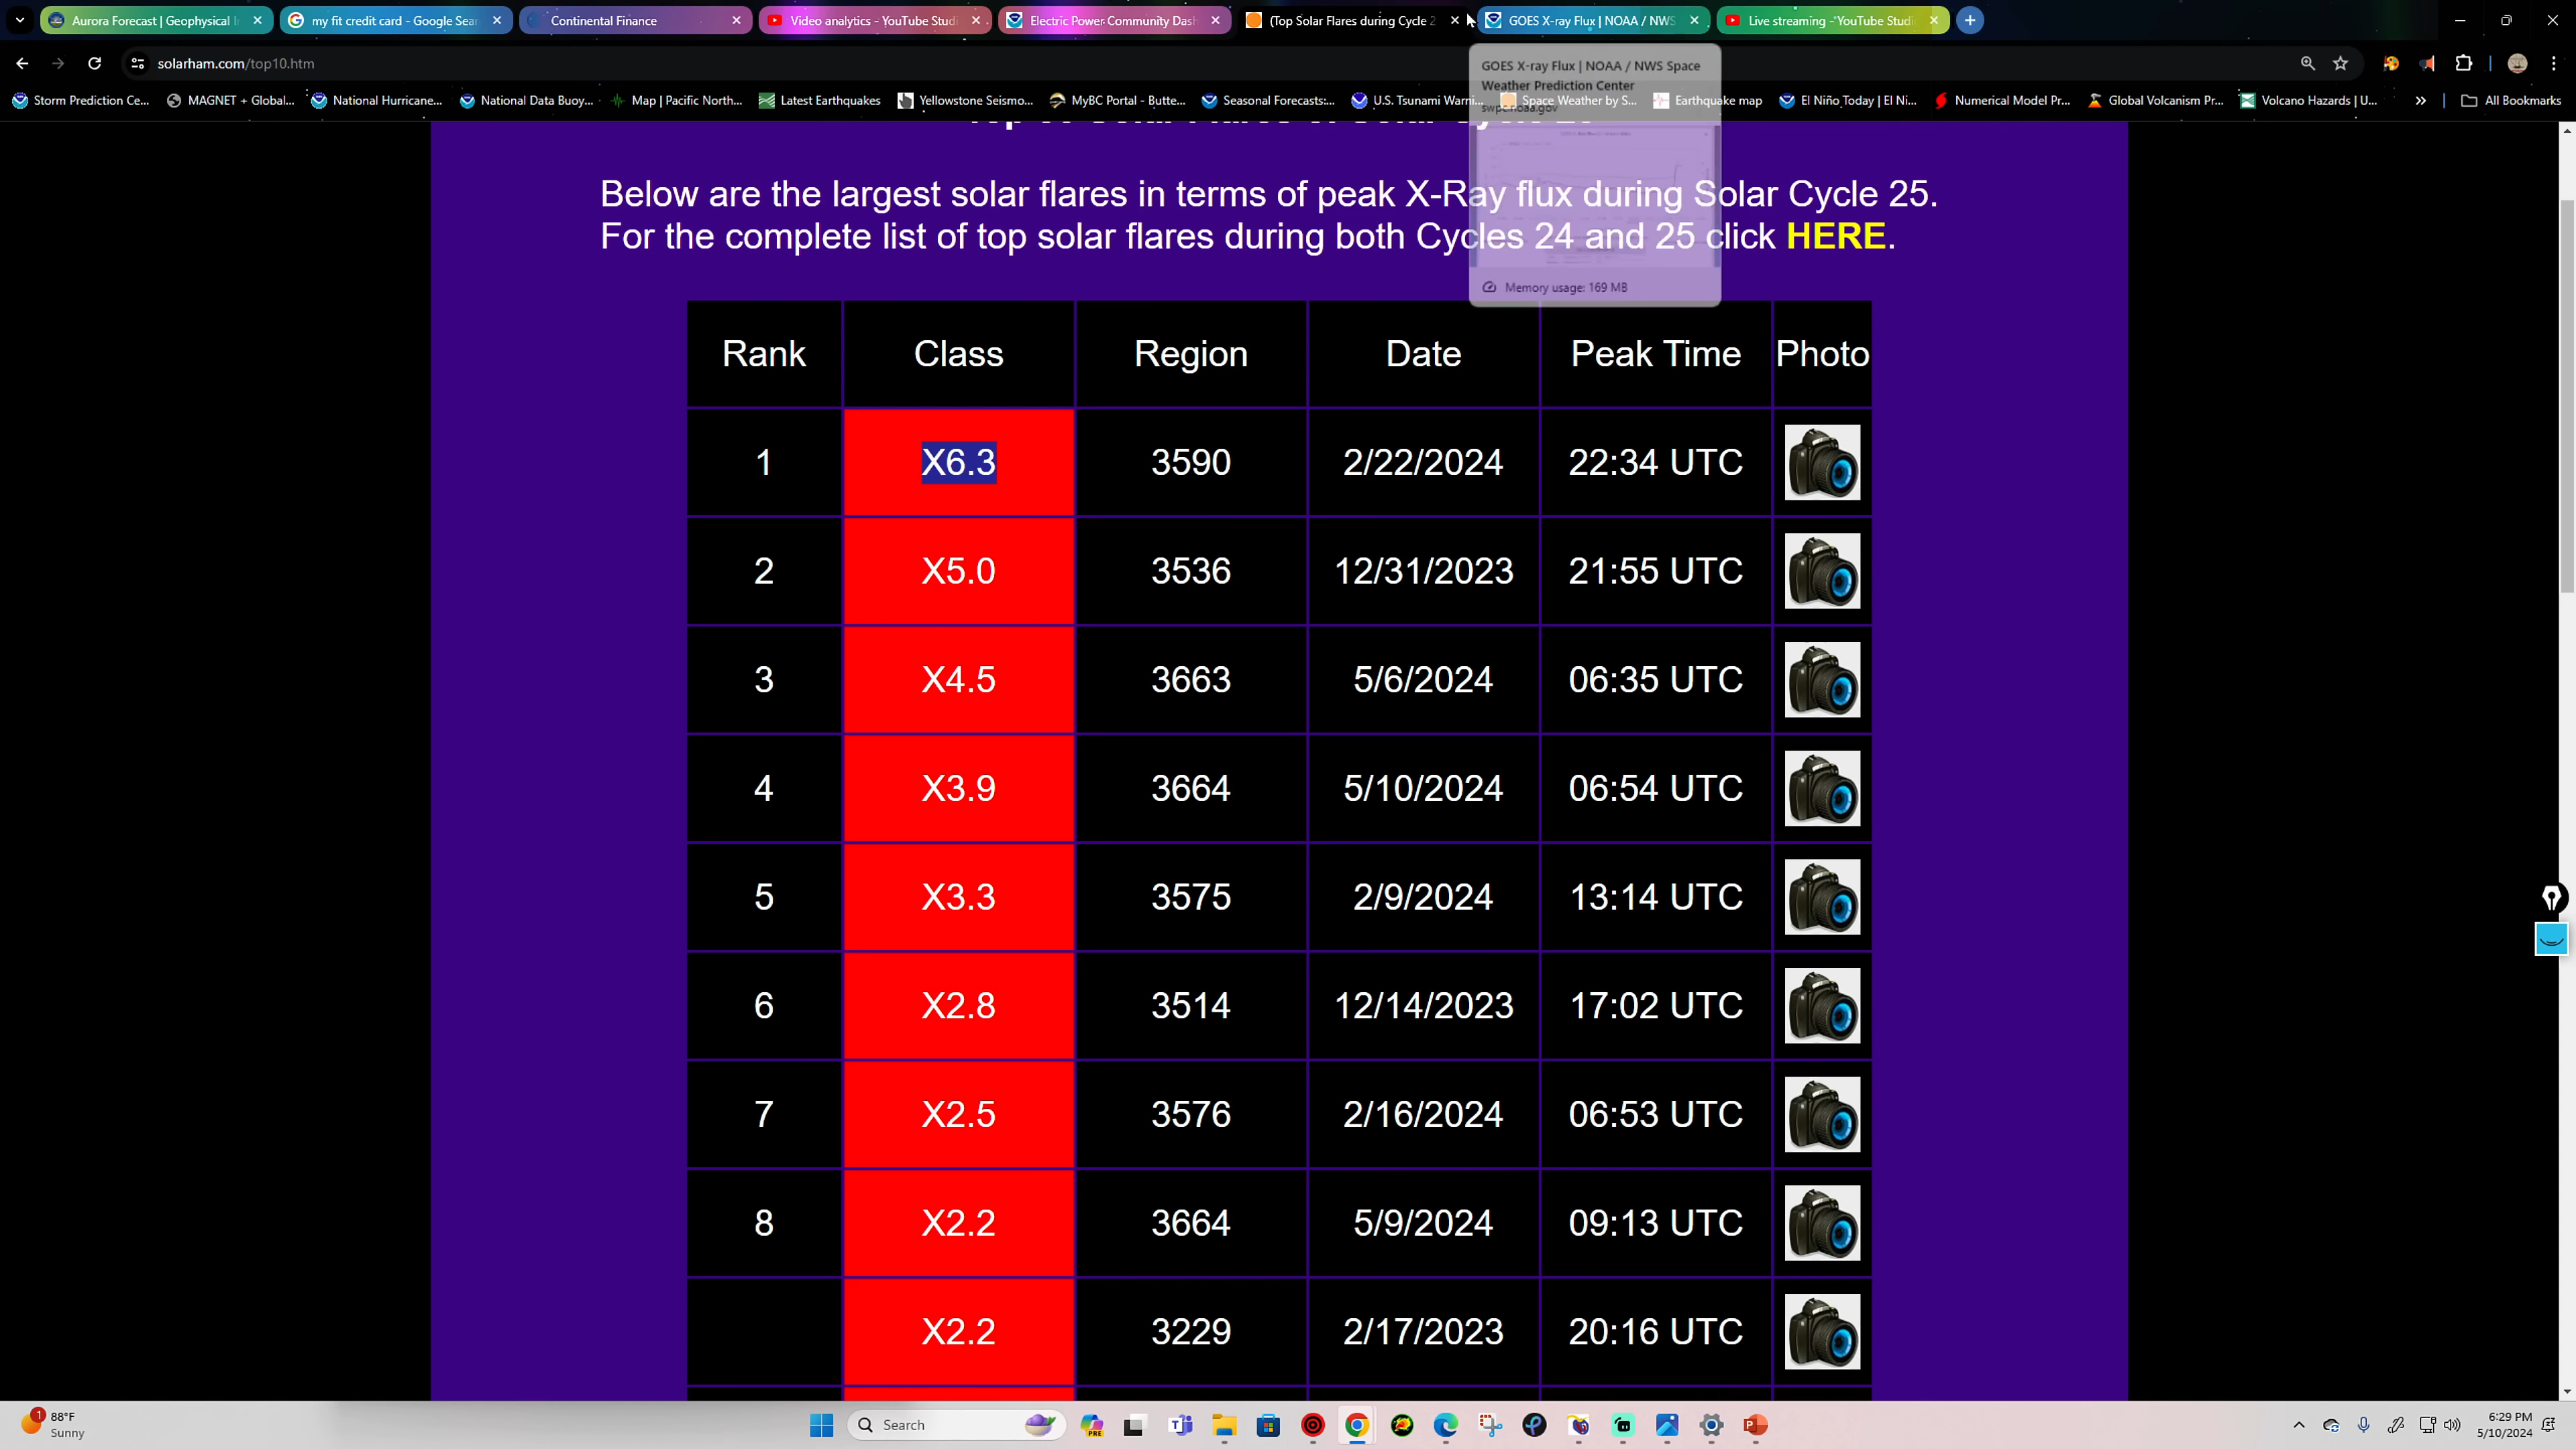 Aurora Forecast | Geophysical I
my fit credit card - Google Sear
Continental Finance
Video analytics - YouTube Studi
Electric Power Community Dash
(Top Solar Flares during Cycle 2
GOES X-ray Flux | NOAA / NWS
Live streaming - YouTube Studi
solarham.com/top10.htm
Storm Prediction Ce...
MAGNET + Global...
National Hurricane...
National Data Buoy...
Map | Pacific North...
Latest Earthquakes
Yellowstone Seismo...
MyBC Portal - Butte...
Seasonal Forecasts:...
U.S. Tsunami Warni...
Space Weather by S...
Earthquake map
El Niño Today | El Ni...
Numerical Model Pr...
Global Volcanism Pr...
Volcano Hazards | U...
All Bookmarks
GOES X-ray Flux | NOAA / NWS Space
Weather Prediction Center
swpc.noaa.gov
Memory usage: 169 MB
Below are the largest solar flares in terms of peak X-Ray flux during Solar Cycle 25.
For the complete list of top solar flares during both Cycles 24 and 25 click HERE.
Rank Class Region Date Peak Time Photo
1 X6.3 3590 2/22/2024 22:34 UTC
2 X5.0 3536 12/31/2023 21:55 UTC
3 X4.5 3663 5/6/2024 06:35 UTC
4 X3.9 3664 5/10/2024 06:54 UTC
5 X3.3 3575 2/9/2024 13:14 UTC
6 X2.8 3514 12/14/2023 17:02 UTC
7 X2.5 3576 2/16/2024 06:53 UTC
8 X2.2 3664 5/9/2024 09:13 UTC
X2.2 3229 2/17/2023 20:16 UTC
1
88°F
Sunny
Search
PRE
6:29 PM
5/10/2024